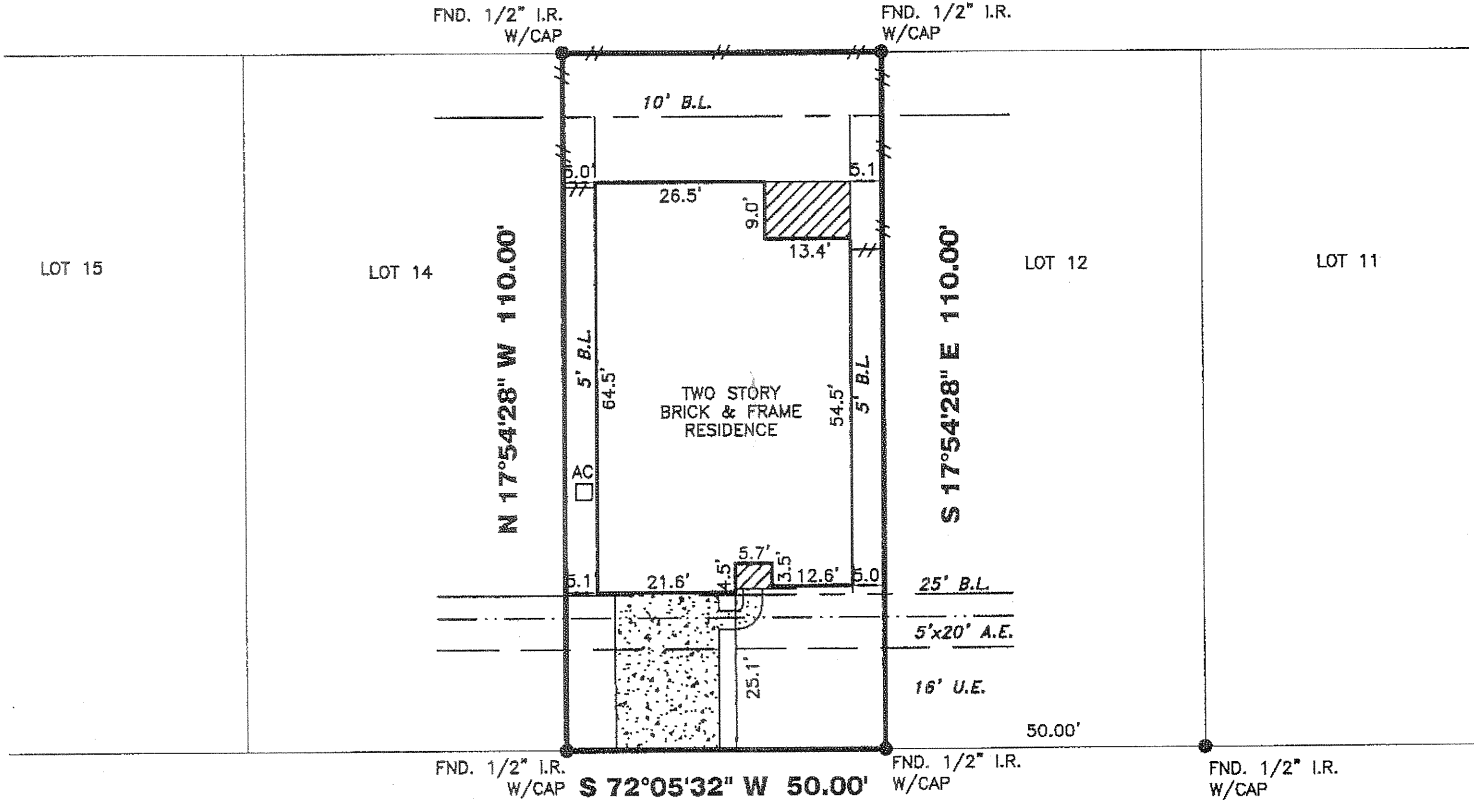 FND. 1/2" I.R.
W/CAP
FND. 1/2" I.R.
W/CAP
10' B.L.
5.0'
5.1
26.5'
9.0'
13.4'
LOT 15
LOT 14
LOT 12
LOT 11
N 17°54'28" W 110.00'
S 17°54'28" E 110.00'
5' B.L.
64.5'
54.5'
5' B.L.
TWO STORY
BRICK & FRAME
RESIDENCE
AC
5.7'
4.5'
3.5'
5.1'
21.6'
12.6'
5.0
25' B.L.
5'x20' A.E.
25.1'
16' U.E.
50.00'
FND. 1/2" I.R.
W/CAP
S 72°05'32" W 50.00'
FND. 1/2" I.R.
W/CAP
FND. 1/2" I.R.
W/CAP